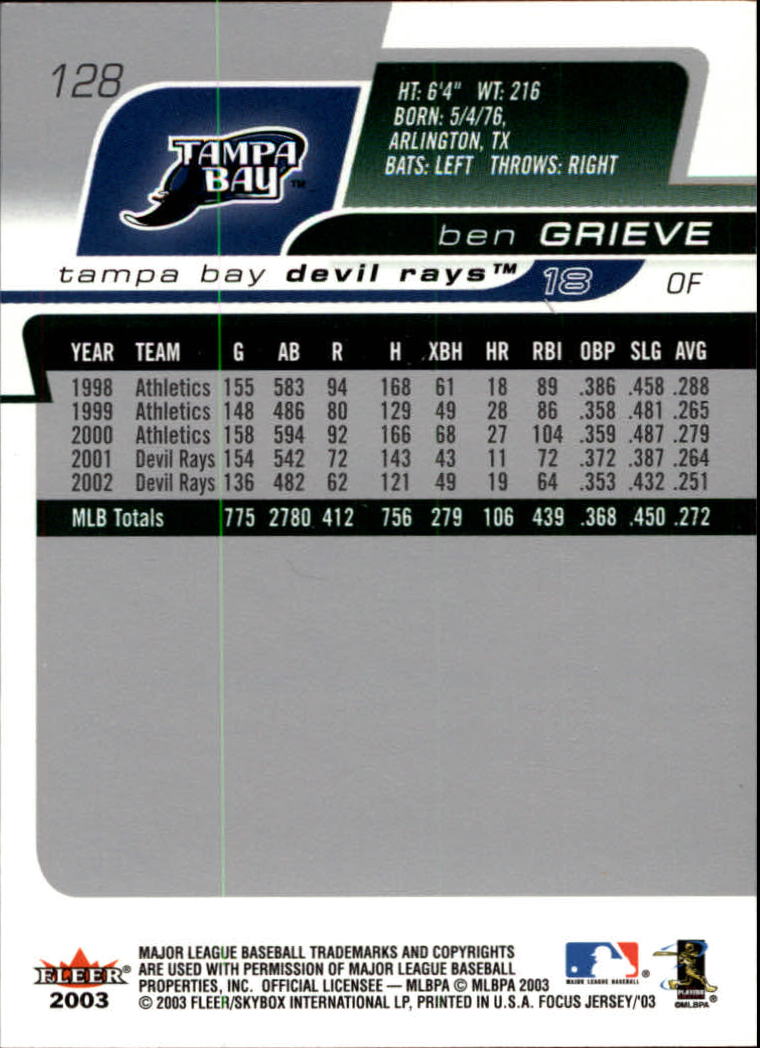 128
HT: 6'4" WT: 216
BORN: 5/4/76,
ARLINGTON, TX
BATS: LEFT THROWS: RIGHT
TAMPA
BAY ™
ben GRIEVE
tampa bay devil rays™ 18 OF
YEAR TEAM G AB R H XBH HR RBI OBP SLG AVG
1998 Athletics 155 583 94 168 61 18 89 .386 .458 .288
1999 Athletics 148 486 80 129 49 28 86 .358 .481 .265
2000 Athletics 158 594 92 166 68 27 104 .359 .487 .279
2001 Devil Rays 154 542 72 143 43 11 72 .372 .387 .264
2002 Devil Rays 136 482 62 121 49 19 64 .353 .432 .251
MLB Totals 775 2780 412 756 279 106 439 .368 .450 .272
FLEER®
2003
MAJOR LEAGUE BASEBALL TRADEMARKS AND COPYRIGHTS
ARE USED WITH PERMISSION OF MAJOR LEAGUE BASEBALL
PROPERTIES, INC. OFFICIAL LICENSEE — MLBPA © MLBPA 2003
© 2003 FLEER/SKYBOX INTERNATIONAL LP, PRINTED IN U.S.A. FOCUS JERSEY/'03
MAJOR LEAGUE BASEBALL ®
PLAYERS
®
©MLBPA